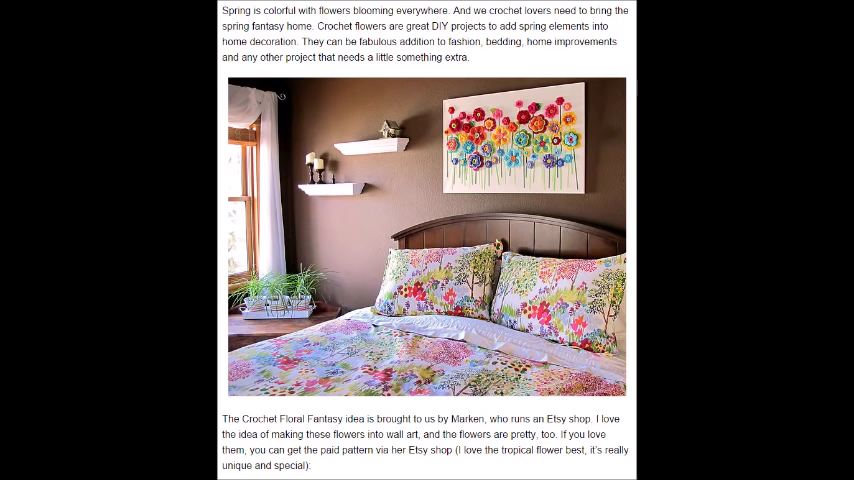 Spring is colorful with flowers blooming everywhere. And we crochet lovers need to bring the
spring fantasy home. Crochet flowers are great DIY projects to add spring elements into
home decoration. They can be fabulous addition to fashion, bedding, home improvements
and any other project that needs a little something extra.
The Crochet Floral Fantasy idea is brought to us by Marken, who runs an Etsy shop. I love
the idea of making these flowers into wall art, and the flowers are pretty, too. If you love
them, you can get the paid pattern via her Etsy shop (I love the tropical flower best, it's really
unique and special):